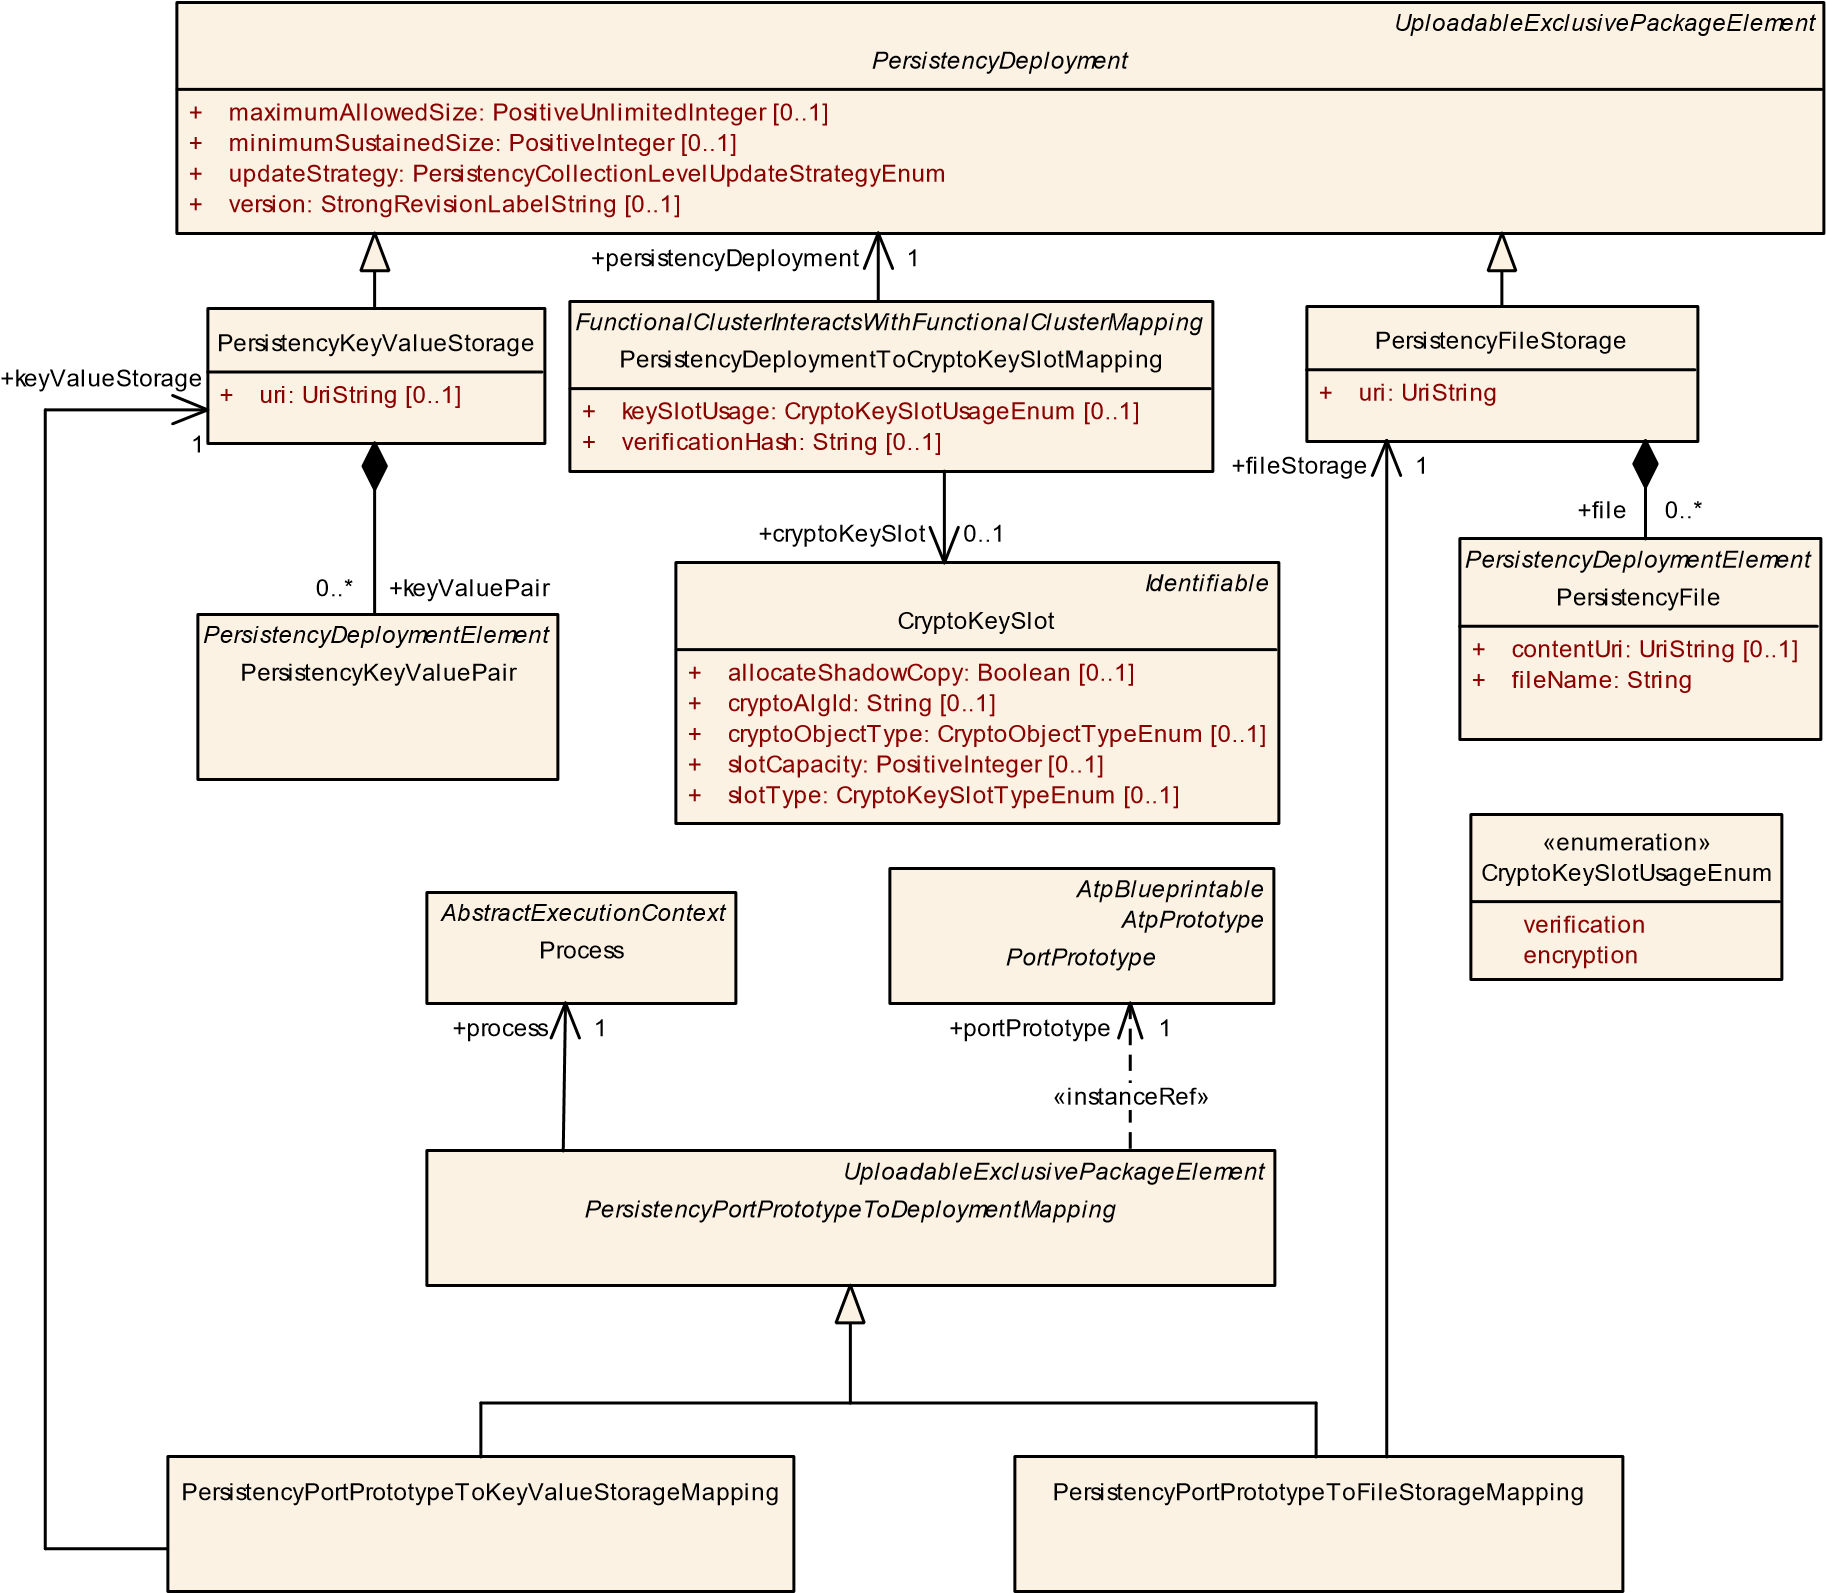 UploadableExclusivePackageElement
PersistencyDeployment
+ maximumAllowedSize: PositiveUnlimitedInteger [0..1]
+ minimumSustainedSize: PositiveInteger [0..1]
+ updateStrategy: PersistencyCollectionLevelUpdateStrategyEnum
+ version: StrongRevisionLabelString [0..1]
+persistencyDeployment 1
PersistencyKeyValueStorage
+ uri: UriString [0..1]
+keyValueStorage
1
FunctionalClusterInteractsWithFunctionalClusterMapping
PersistencyDeploymentToCryptoKeySlotMapping
+ keySlotUsage: CryptoKeySlotUsageEnum [0..1]
+ verificationHash: String [0..1]
PersistencyFileStorage
+ uri: UriString
+fileStorage 1
+file 0..*
+cryptoKeySlot 0..1
0..* +keyValuePair
PersistencyDeploymentElement
PersistencyKeyValuePair
Identifiable
CryptoKeySlot
+ allocateShadowCopy: Boolean [0..1]
+ cryptoAlgId: String [0..1]
+ cryptoObjectType: CryptoObjectTypeEnum [0..1]
+ slotCapacity: PositiveInteger [0..1]
+ slotType: CryptoKeySlotTypeEnum [0..1]
PersistencyDeploymentElement
PersistencyFile
+ contentUri: UriString [0..1]
+ fileName: String
«enumeration»
CryptoKeySlotUsageEnum
verification
encryption
AbstractExecutionContext
Process
AtpBlueprintable
AtpPrototype
PortPrototype
+process 1
+portPrototype 1
«instanceRef»
UploadableExclusivePackageElement
PersistencyPortPrototypeToDeploymentMapping
PersistencyPortPrototypeToKeyValueStorageMapping
PersistencyPortPrototypeToFileStorageMapping